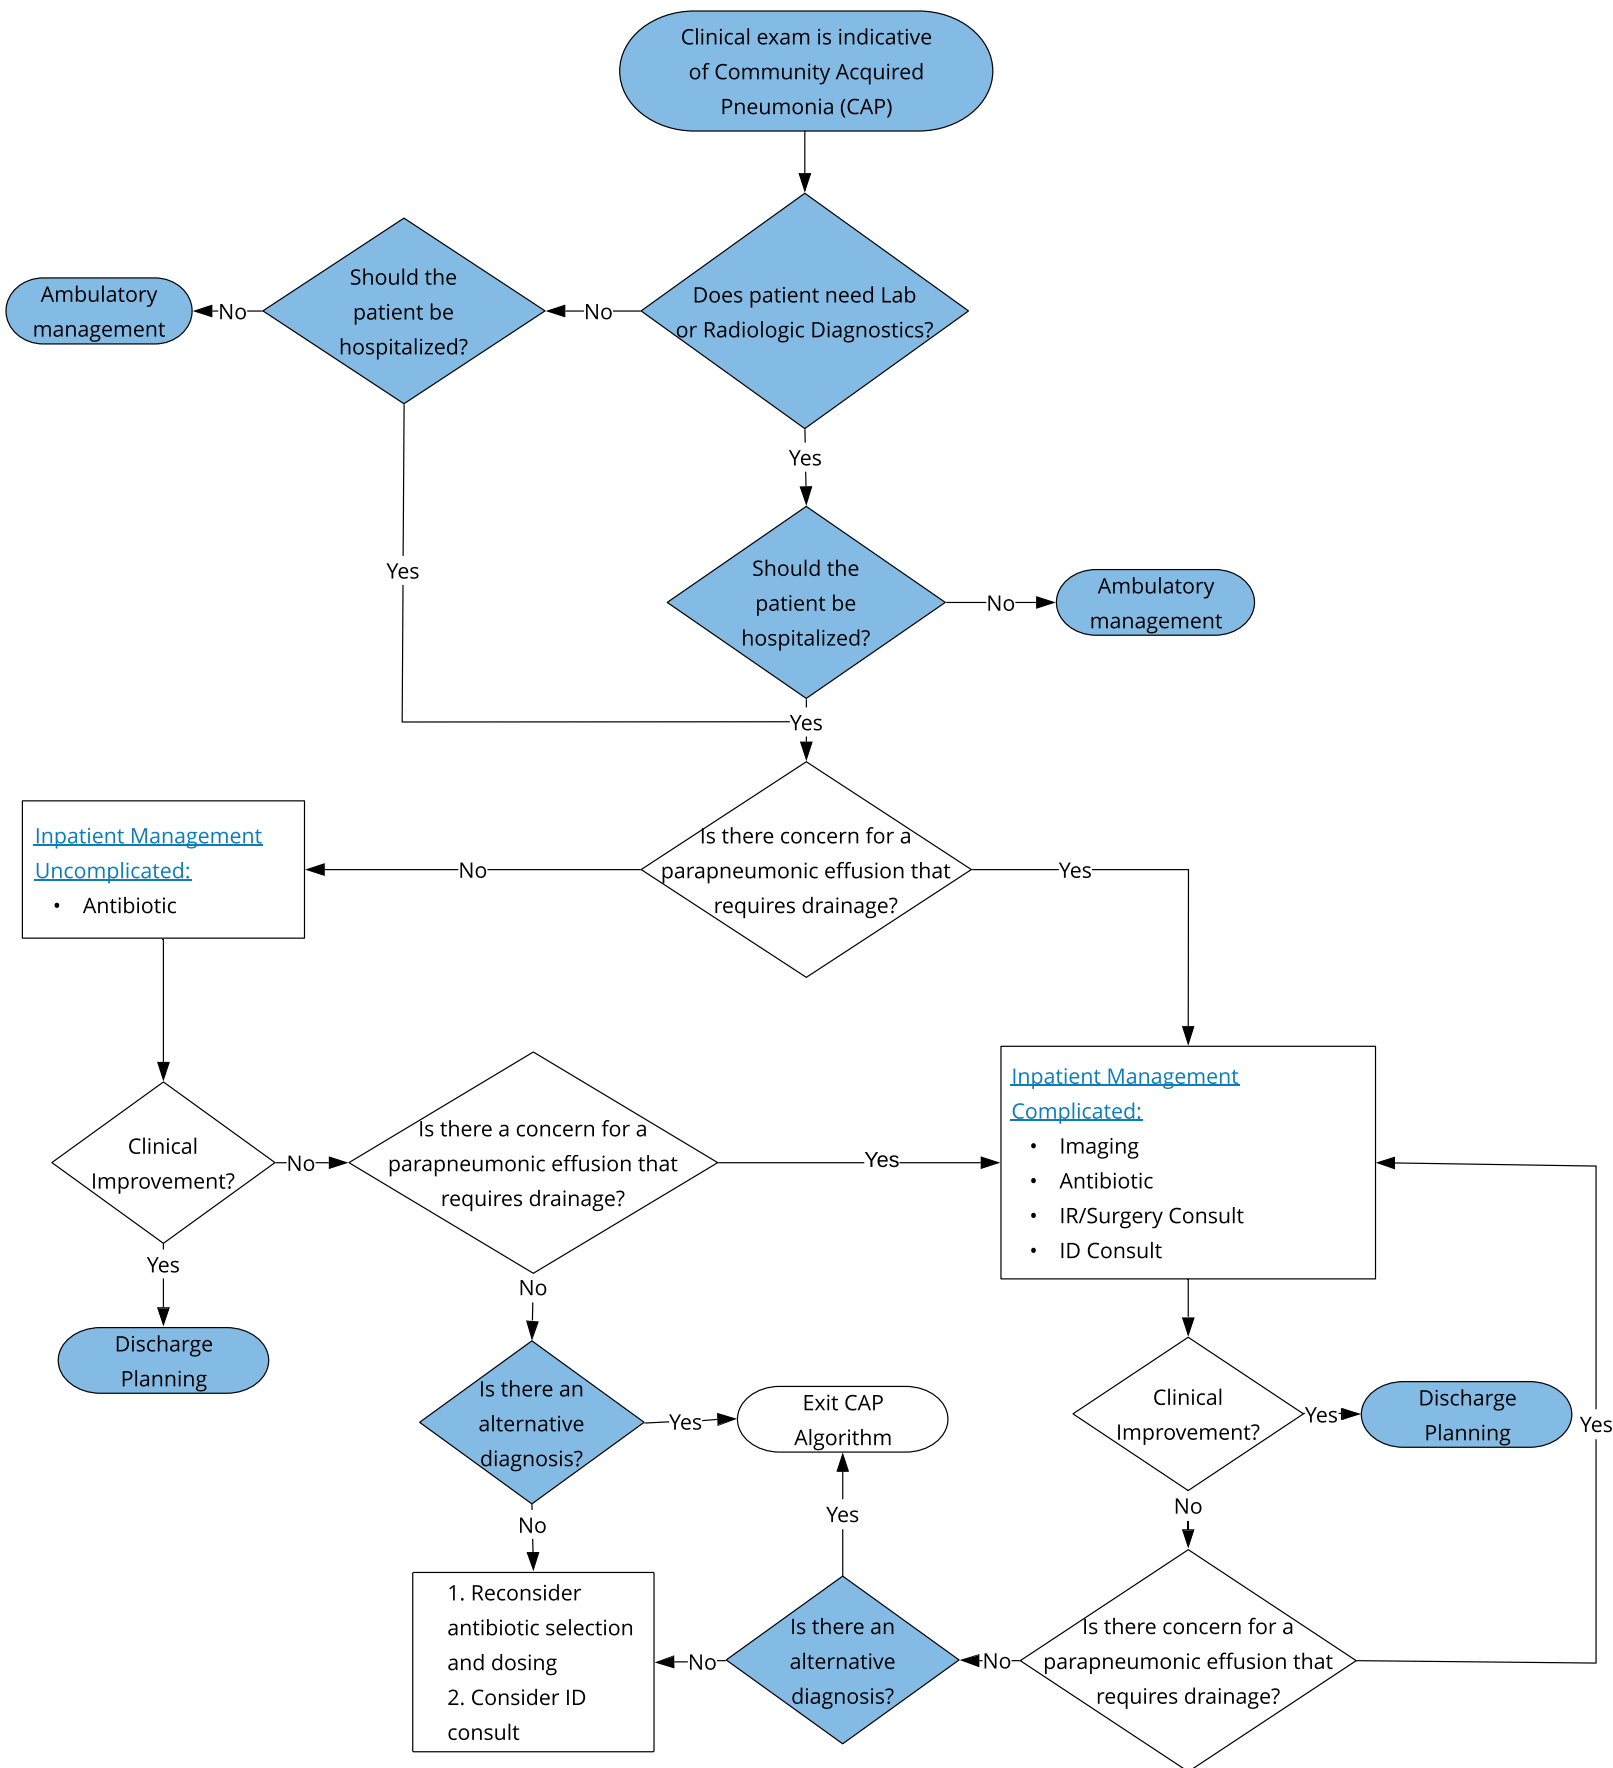 Clinical exam is indicative
of Community Acquired
Pneumonia (CAP)
Does patient need Lab
or Radiologic Diagnostics?
No
Should the
patient be
hospitalized?
No
Ambulatory
management
Yes
Yes
Should the
patient be
hospitalized?
No
Ambulatory
management
Yes
Is there concern for a
parapneumonic effusion that
requires drainage?
No
Yes
Inpatient Management
Uncomplicated:
• Antibiotic
Clinical
Improvement?
No
Yes
Discharge
Planning
Is there a concern for a
parapneumonic effusion that
requires drainage?
Yes
No
Inpatient Management
Complicated:
• Imaging
• Antibiotic
• IR/Surgery Consult
• ID Consult
Is there an
alternative
diagnosis?
Yes
Exit CAP
Algorithm
No
1. Reconsider
antibiotic selection
and dosing
2. Consider ID
consult
Clinical
Improvement?
Yes
Discharge
Planning
No
Is there concern for a
parapneumonic effusion that
requires drainage?
Yes
No
Is there an
alternative
diagnosis?
Yes
No